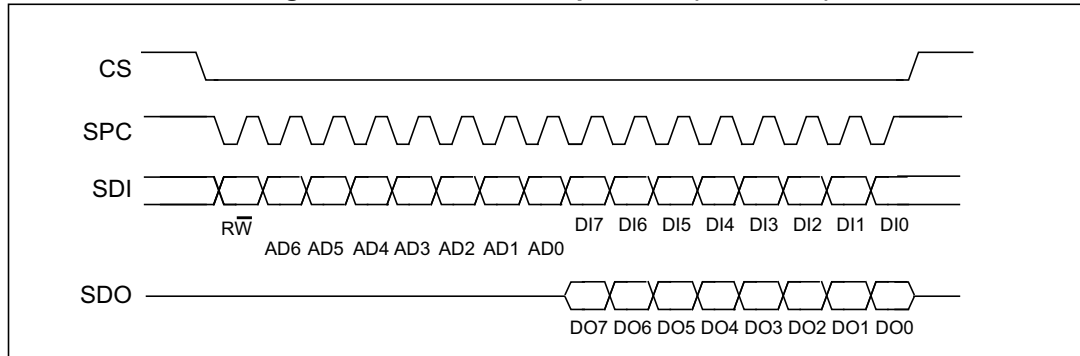 CS
SPC
SDI
RW̅
DI7 DI6 DI5 DI4 DI3 DI2 DI1 DI0
AD6 AD5 AD4 AD3 AD2 AD1 AD0
SDO
DO7 DO6 DO5 DO4 DO3 DO2 DO1 DO0